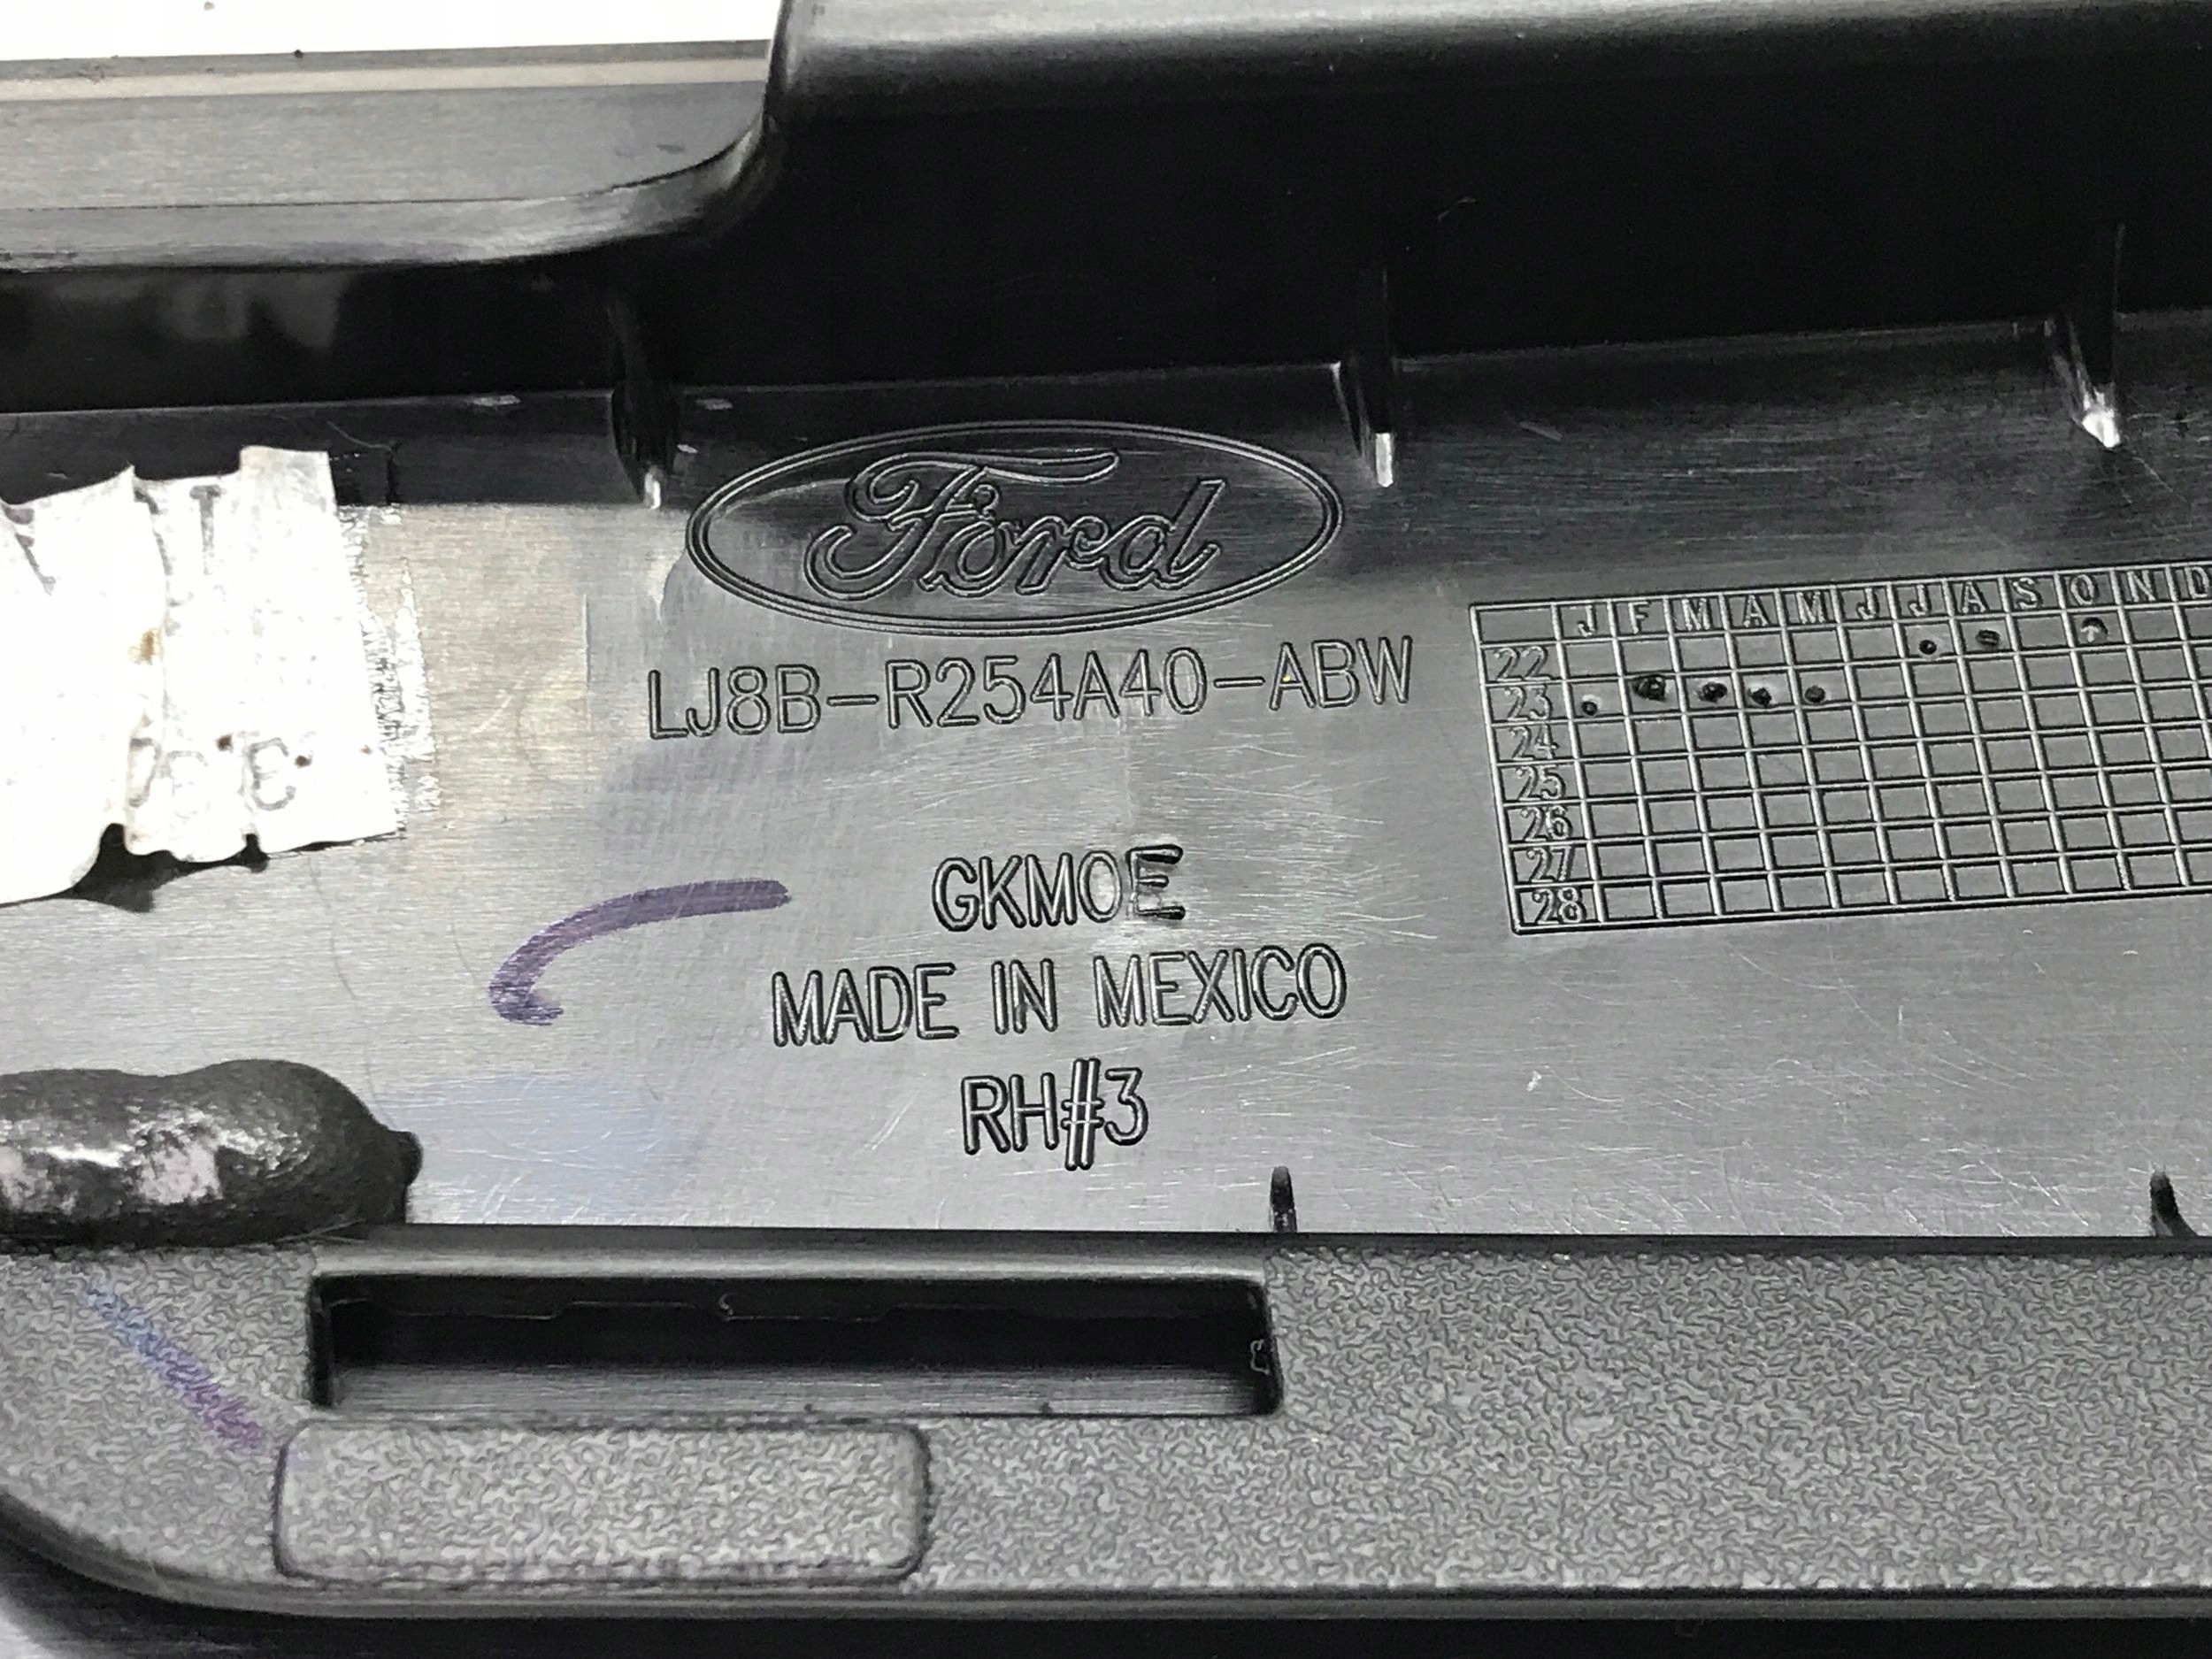 Ford
LJ8B-R254A40-ABW
J F M A M J J A S O N D
22
23
24
25
26
27
28
GKMOE
MADE IN MEXICO
RH#3